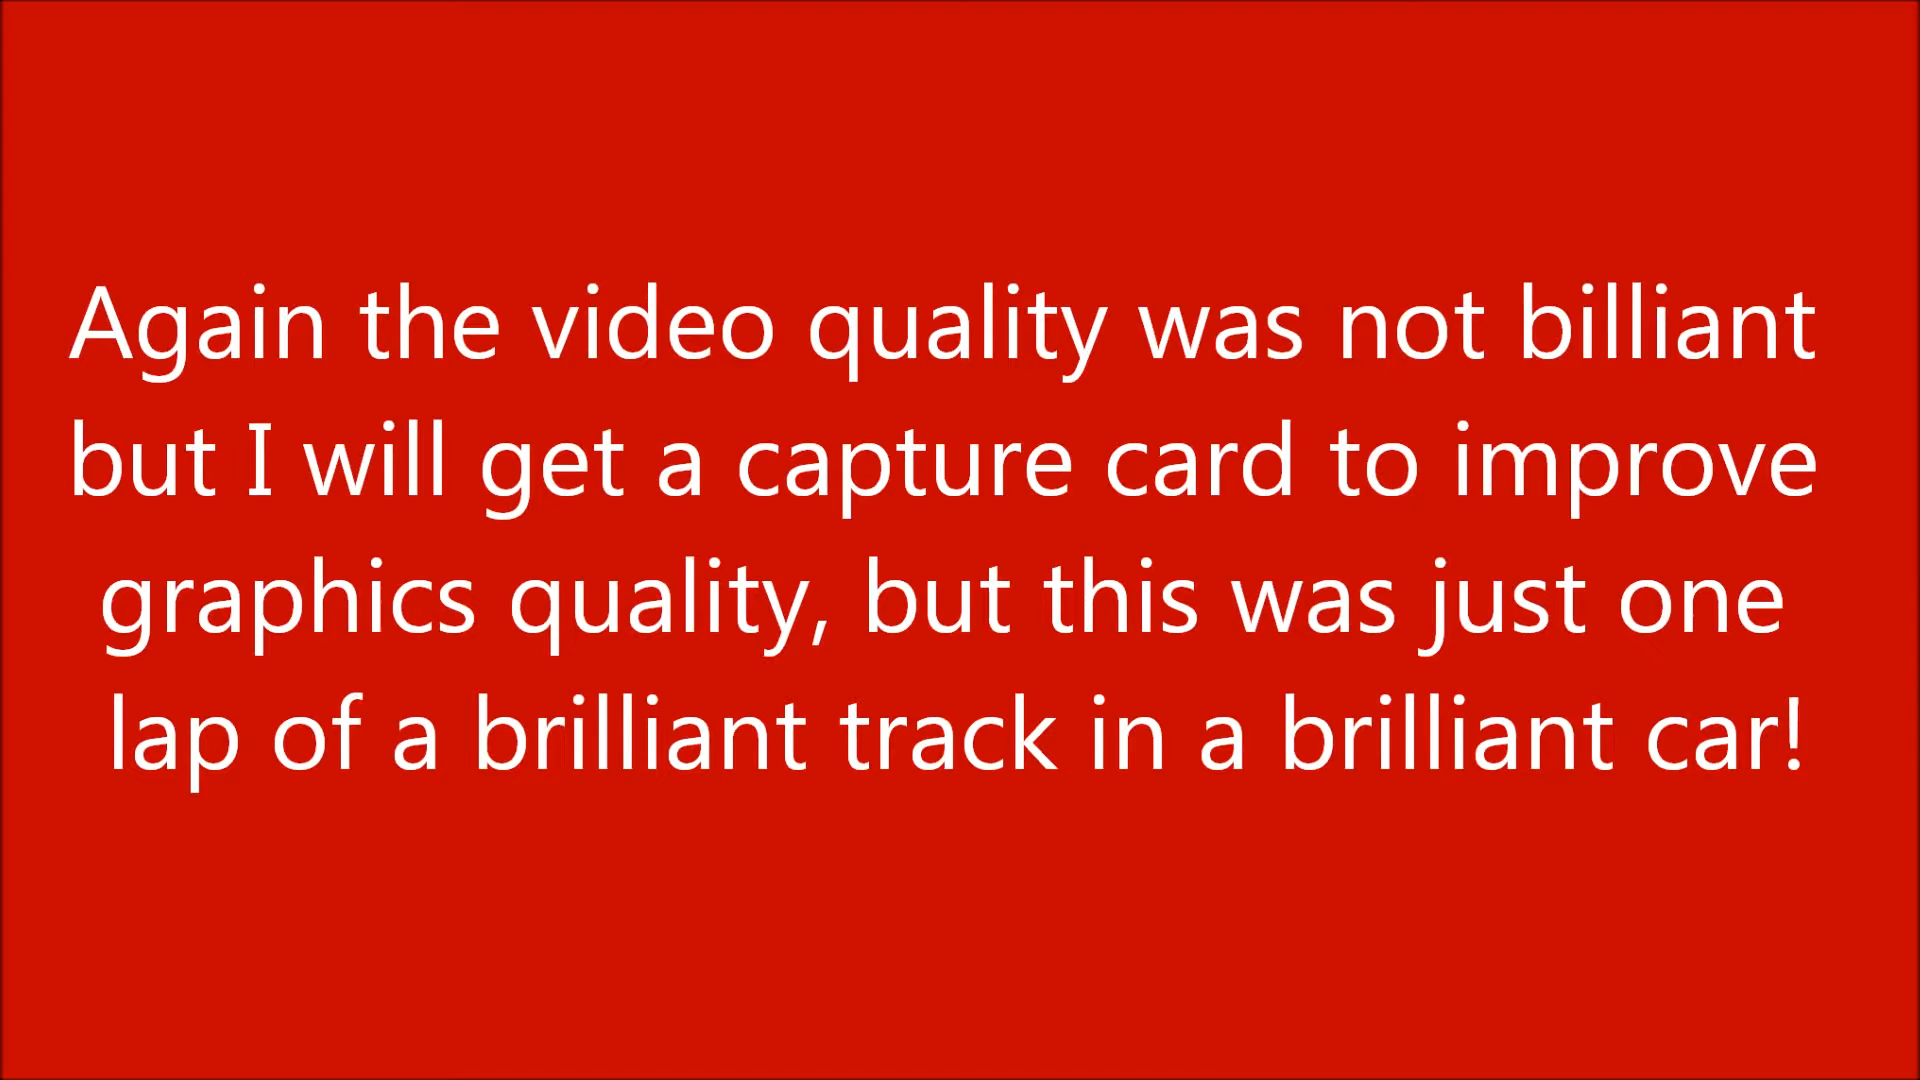 Again the video quality was not billiant
but I will get a capture card to improve
graphics quality, but this was just one
lap of a brilliant track in a brilliant car!